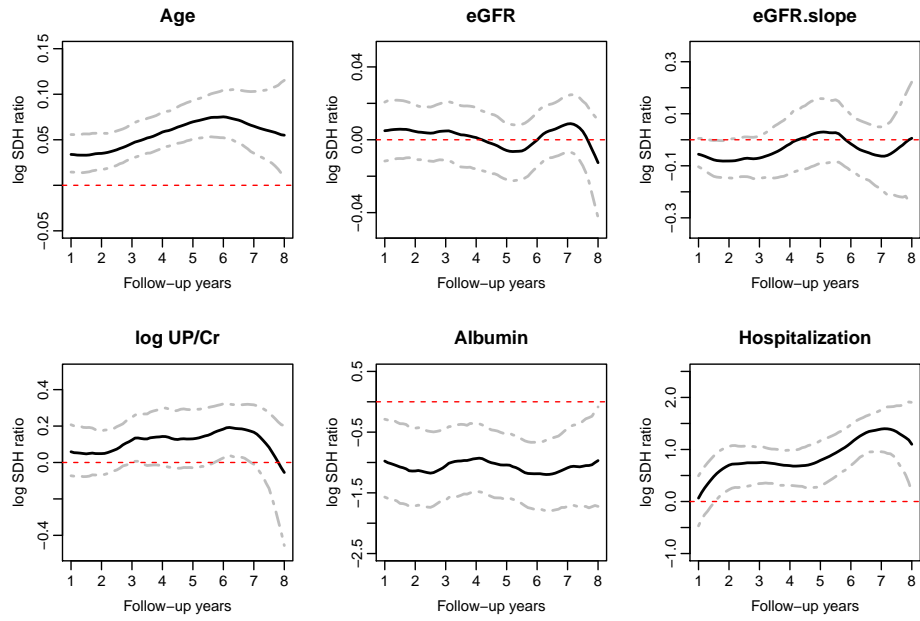 Age
log SDH ratio
−0.05 0.05 0.10 0.15
1 2 3 4 5 6 7 8
Follow−up years
eGFR
log SDH ratio
−0.04 0.00 0.04
1 2 3 4 5 6 7 8
Follow−up years
eGFR.slope
log SDH ratio
−0.3 −0.1 0.1 0.3
1 2 3 4 5 6 7 8
Follow−up years
log UP/Cr
log SDH ratio
−0.4 0.0 0.2 0.4
1 2 3 4 5 6 7 8
Follow−up years
Albumin
log SDH ratio
−2.5 −1.5 −0.5 0.5
1 2 3 4 5 6 7 8
Follow−up years
Hospitalization
log SDH ratio
−1.0 0.0 1.0 2.0
1 2 3 4 5 6 7 8
Follow−up years